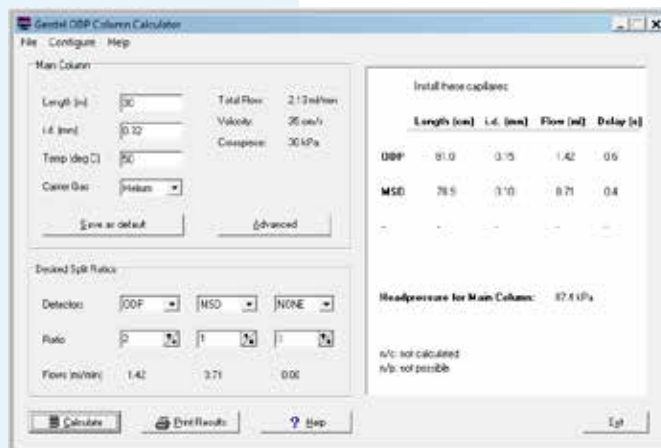 Gerstel ODP Column Calculator
File Configure Help
Main Column
Length [m] 30
i.d. [mm] 0.32
Temp [deg C] 50
Carrier Gas Helium
Total Flow: 2.13 ml/min
Velocity: 35 cm/s
30 kPa
Save as default Advanced
Desired Split Ratios
Detectors: ODP MSD NONE
Ratio 2 1
Flows [ml/min] 1.42 0.71 0.00
Calculate Print Results ? Help
Install these capillaries:
Length [cm] i.d. [mm] Flow [ml] Delay [s]
ODP 81.0 0.15 1.42 0.6
MSD 78.5 0.10 0.71 0.4
- - - - -
Headpressure for Main Column: 87.4 kPa
n/c: not calculated
n/p: not possible
Exit